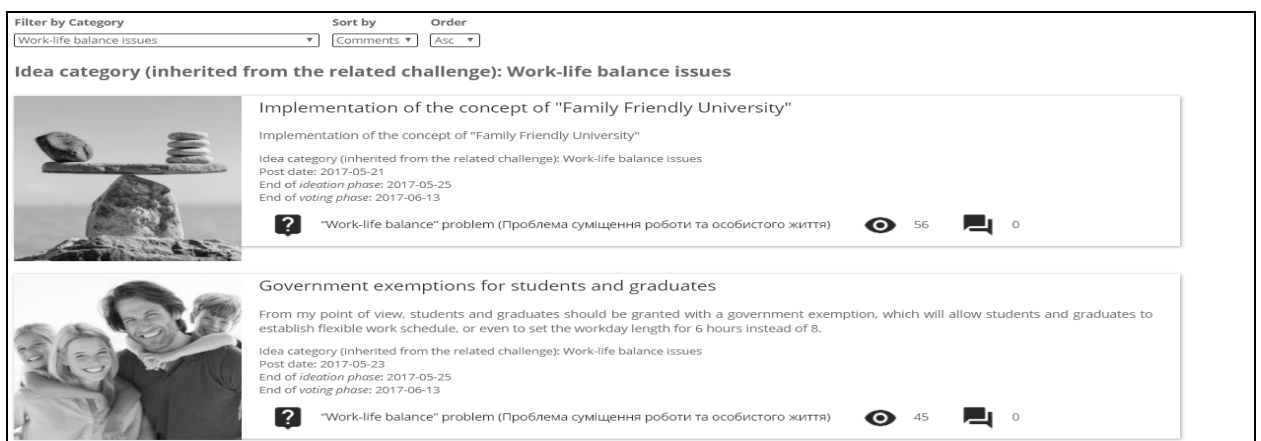 Filter by Category Sort by Order
Work-life balance issues Comments Asc
Idea category (inherited from the related challenge): Work-life balance issues
Implementation of the concept of "Family Friendly University"
Implementation of the concept of "Family Friendly University"
Idea category (inherited from the related challenge): Work-life balance issues
Post date: 2017-05-21
End of ideation phase: 2017-05-25
End of voting phase: 2017-06-13
“Work-life balance” problem (Проблема суміщення роботи та особистого життя) 56 0
Government exemptions for students and graduates
From my point of view, students and graduates should be granted with a government exemption, which will allow students and graduates to
establish flexible work schedule, or even to set the workday length for 6 hours instead of 8.
Idea category (inherited from the related challenge): Work-life balance issues
Post date: 2017-05-23
End of ideation phase: 2017-05-25
End of voting phase: 2017-06-13
“Work-life balance” problem (Проблема суміщення роботи та особистого життя) 45 0